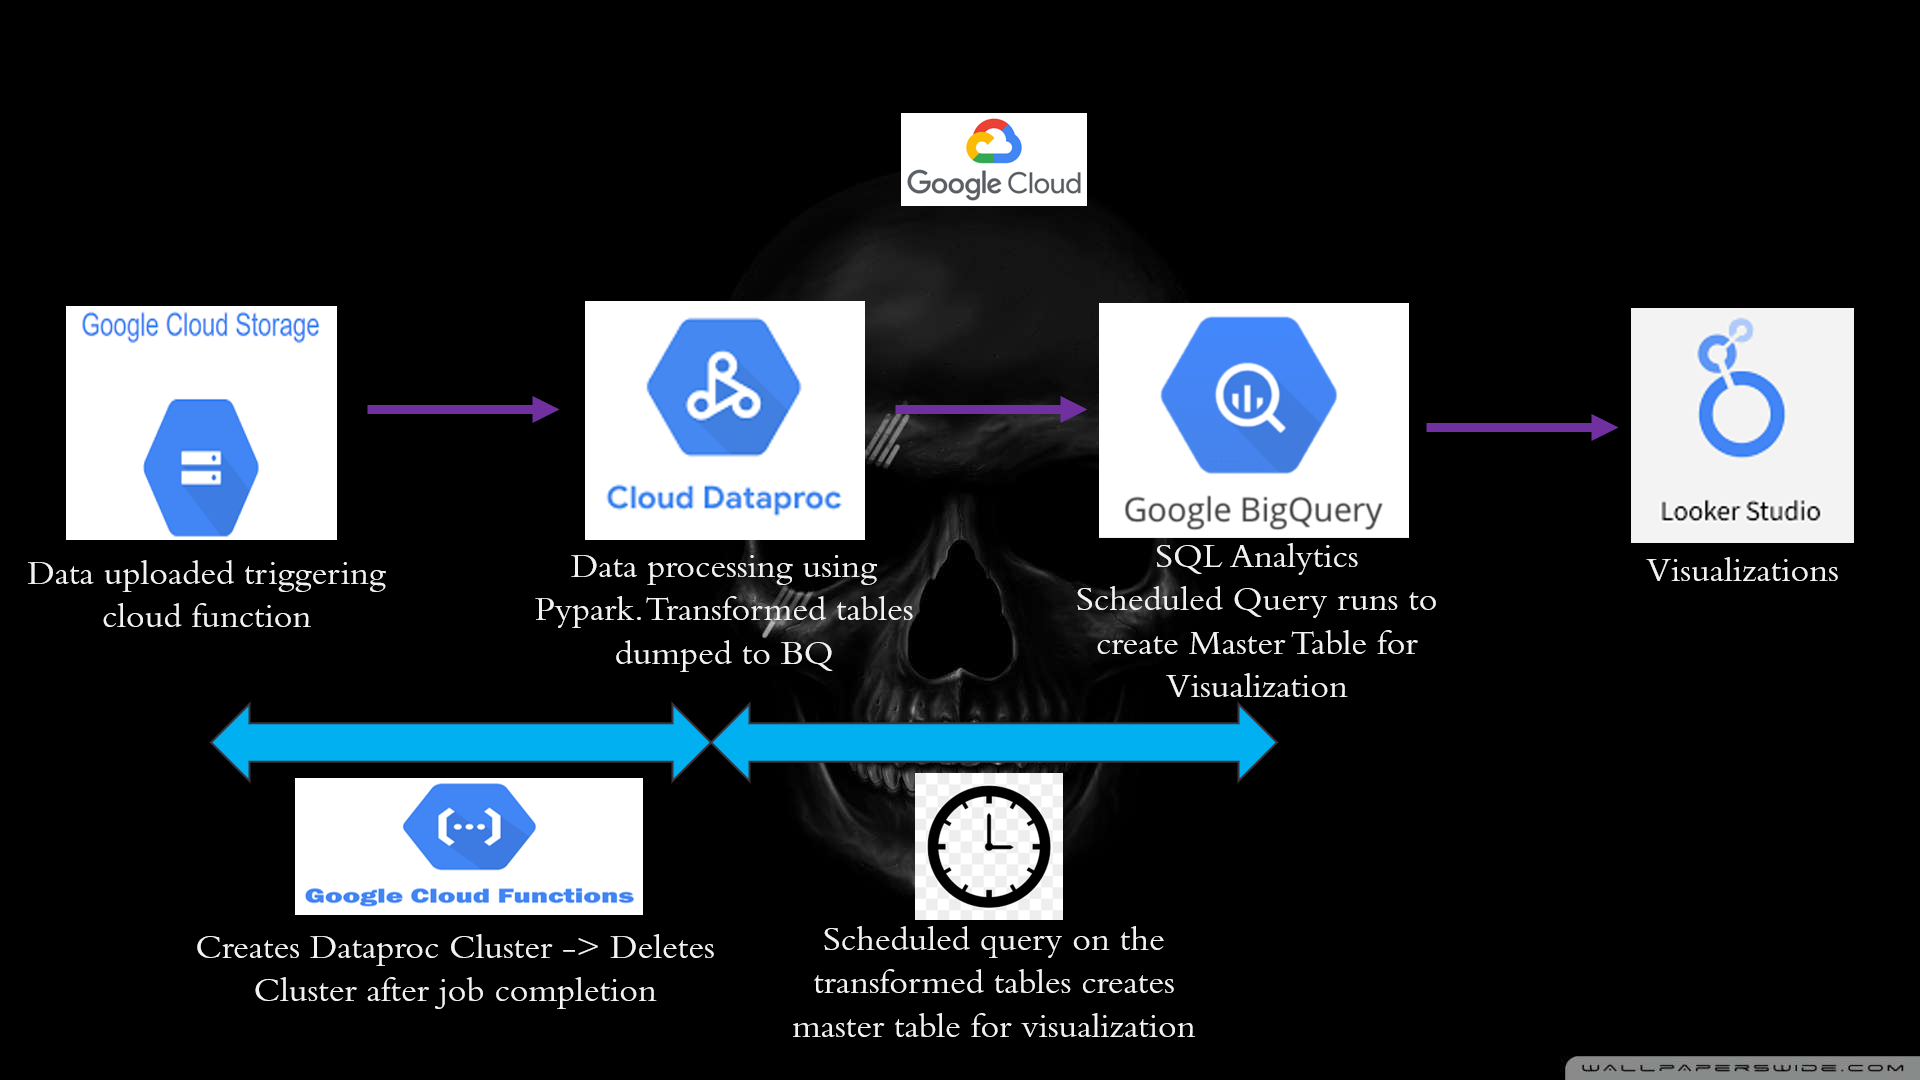 Google Cloud
Google Cloud Storage
Data uploaded triggering
cloud function
Cloud Dataproc
Data processing using
Pypark. Transformed tables
dumped to BQ
Google BigQuery
SQL Analytics
Scheduled Query runs to
create Master Table for
Visualization
Looker Studio
Visualizations
Google Cloud Functions
Creates Dataproc Cluster -> Deletes
Cluster after job completion
Scheduled query on the
transformed tables creates
master table for visualization
WALLPAPERSWIDE.COM